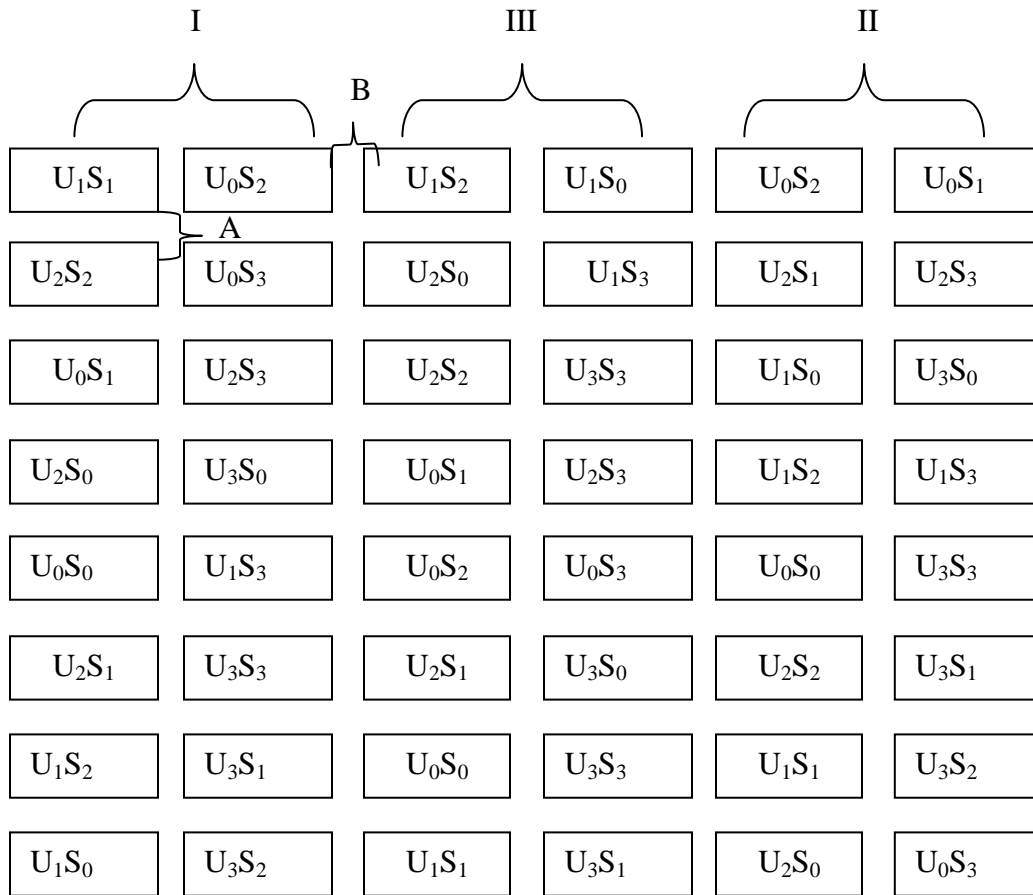 I III II
B
U₁S₁ U₀S₂ U₁S₂ U₁S₀ U₀S₂ U₀S₁
A
U₂S₂ U₀S₃ U₂S₀ U₁S₃ U₂S₁ U₂S₃
U₀S₁ U₂S₃ U₂S₂ U₃S₃ U₁S₀ U₃S₀
U₂S₀ U₃S₀ U₀S₁ U₂S₃ U₁S₂ U₁S₃
U₀S₀ U₁S₃ U₀S₂ U₀S₃ U₀S₀ U₃S₃
U₂S₁ U₃S₃ U₂S₁ U₃S₀ U₂S₂ U₃S₁
U₁S₂ U₃S₁ U₀S₀ U₃S₃ U₁S₁ U₃S₂
U₁S₀ U₃S₂ U₁S₁ U₃S₁ U₂S₀ U₀S₃